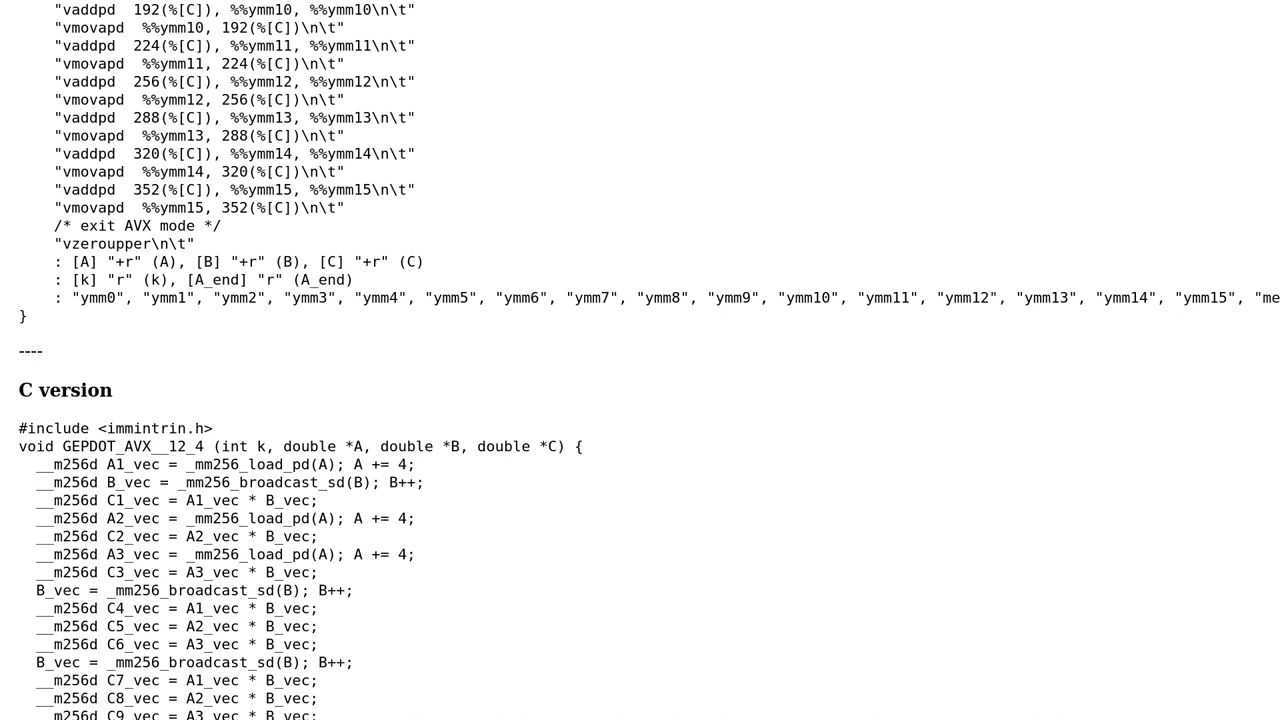 "vaddpd  192(%[C]), %%ymm10, %%ymm10\n\t"
"vmovapd  %%ymm10, 192(%[C])\n\t"
"vaddpd  224(%[C]), %%ymm11, %%ymm11\n\t"
"vmovapd  %%ymm11, 224(%[C])\n\t"
"vaddpd  256(%[C]), %%ymm12, %%ymm12\n\t"
"vmovapd  %%ymm12, 256(%[C])\n\t"
"vaddpd  288(%[C]), %%ymm13, %%ymm13\n\t"
"vmovapd  %%ymm13, 288(%[C])\n\t"
"vaddpd  320(%[C]), %%ymm14, %%ymm14\n\t"
"vmovapd  %%ymm14, 320(%[C])\n\t"
"vaddpd  352(%[C]), %%ymm15, %%ymm15\n\t"
"vmovapd  %%ymm15, 352(%[C])\n\t"
/* exit AVX mode */
"vzeroupper\n\t"
: [A] "+r" (A), [B] "+r" (B), [C] "+r" (C)
: [k] "r" (k), [A_end] "r" (A_end)
: "ymm0", "ymm1", "ymm2", "ymm3", "ymm4", "ymm5", "ymm6", "ymm7", "ymm8", "ymm9", "ymm10", "ymm11", "ymm12", "ymm13", "ymm14", "ymm15", "me
}
----
C version
#include <immintrin.h>
void GEPDOT_AVX__12_4 (int k, double *A, double *B, double *C) {
__m256d A1_vec = _mm256_load_pd(A); A += 4;
__m256d B_vec = _mm256_broadcast_sd(B); B++;
__m256d C1_vec = A1_vec * B_vec;
__m256d A2_vec = _mm256_load_pd(A); A += 4;
__m256d C2_vec = A2_vec * B_vec;
__m256d A3_vec = _mm256_load_pd(A); A += 4;
__m256d C3_vec = A3_vec * B_vec;
B_vec = _mm256_broadcast_sd(B); B++;
__m256d C4_vec = A1_vec * B_vec;
__m256d C5_vec = A2_vec * B_vec;
__m256d C6_vec = A3_vec * B_vec;
B_vec = _mm256_broadcast_sd(B); B++;
__m256d C7_vec = A1_vec * B_vec;
__m256d C8_vec = A2_vec * B_vec;
__m256d C9_vec = A3_vec * B_vec;